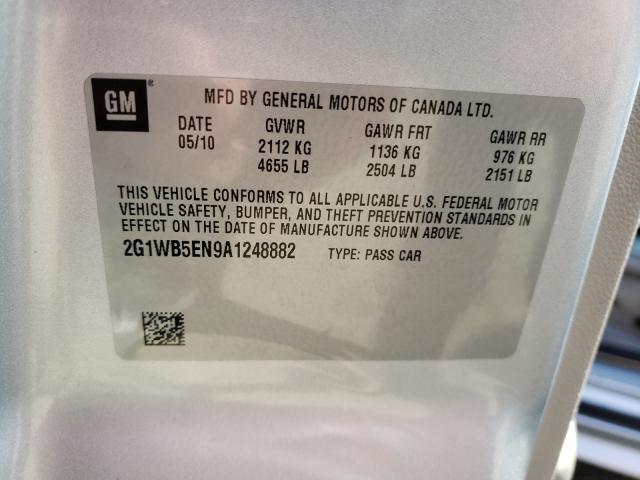 GM®
MFD BY GENERAL MOTORS OF CANADA LTD.
DATE GVWR GAWR FRT GAWR RR
05/10 2112 KG 1136 KG 976 KG
4655 LB 2504 LB 2151 LB
THIS VEHICLE CONFORMS TO ALL APPLICABLE U.S. FEDERAL MOTOR
VEHICLE SAFETY, BUMPER, AND THEFT PREVENTION STANDARDS IN
EFFECT ON THE DATE OF MANUFACTURE SHOWN ABOVE.
2G1WB5EN9A1248882 TYPE: PASS CAR